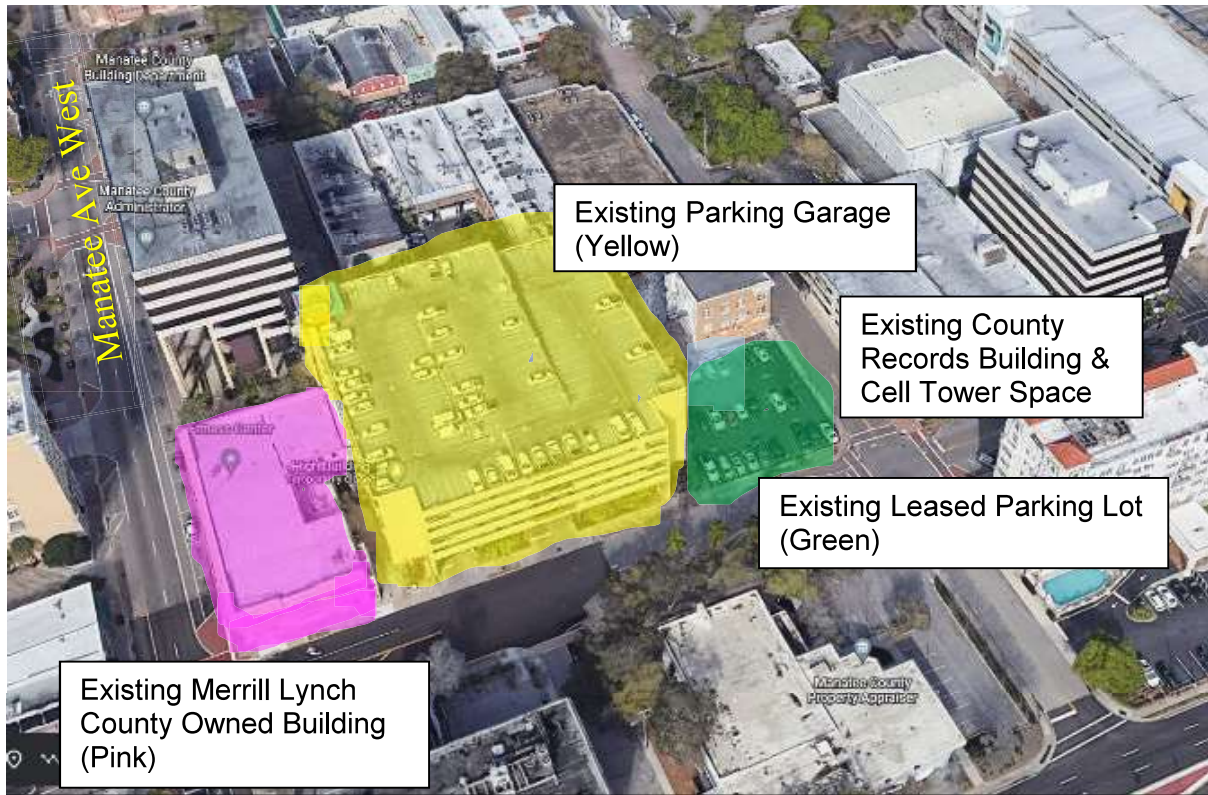 Manatee County
Building Department
Manatee Ave West
Manatee County
Administrator
Existing Parking Garage
(Yellow)
Existing County
Records Building &
Cell Tower Space
Existing Leased Parking Lot
(Green)
Manatee County
Property Appraiser
Existing Merrill Lynch
County Owned Building
(Pink)